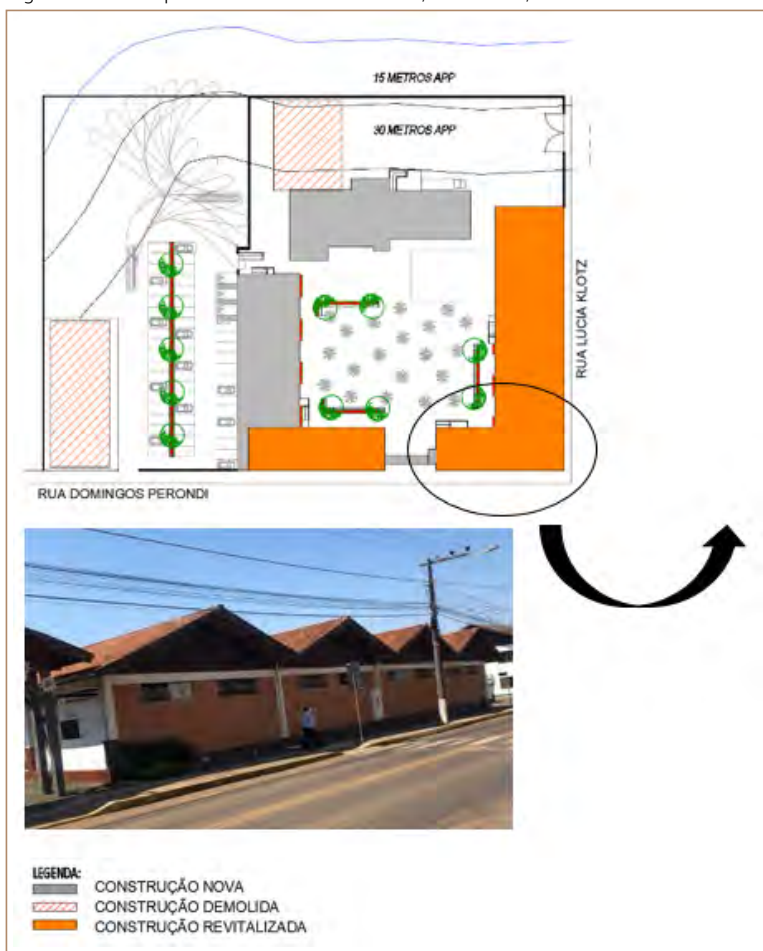 15 METROS APP
30 METROS APP
RUA LUCIA KLOTZ
RUA DOMINGOS PERONDI
LEGENDA:
CONSTRUÇÃO NOVA
CONSTRUÇÃO DEMOLIDA
CONSTRUÇÃO REVITALIZADA